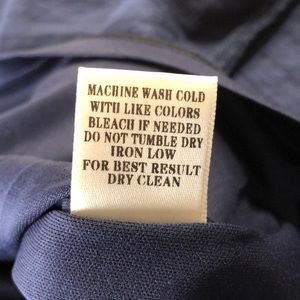 MACHINE WASH COLD
WITH LIKE COLORS
BLEACH IF NEEDED
DO NOT TUMBLE DRY
IRON LOW
FOR BEST RESULT
DRY CLEAN